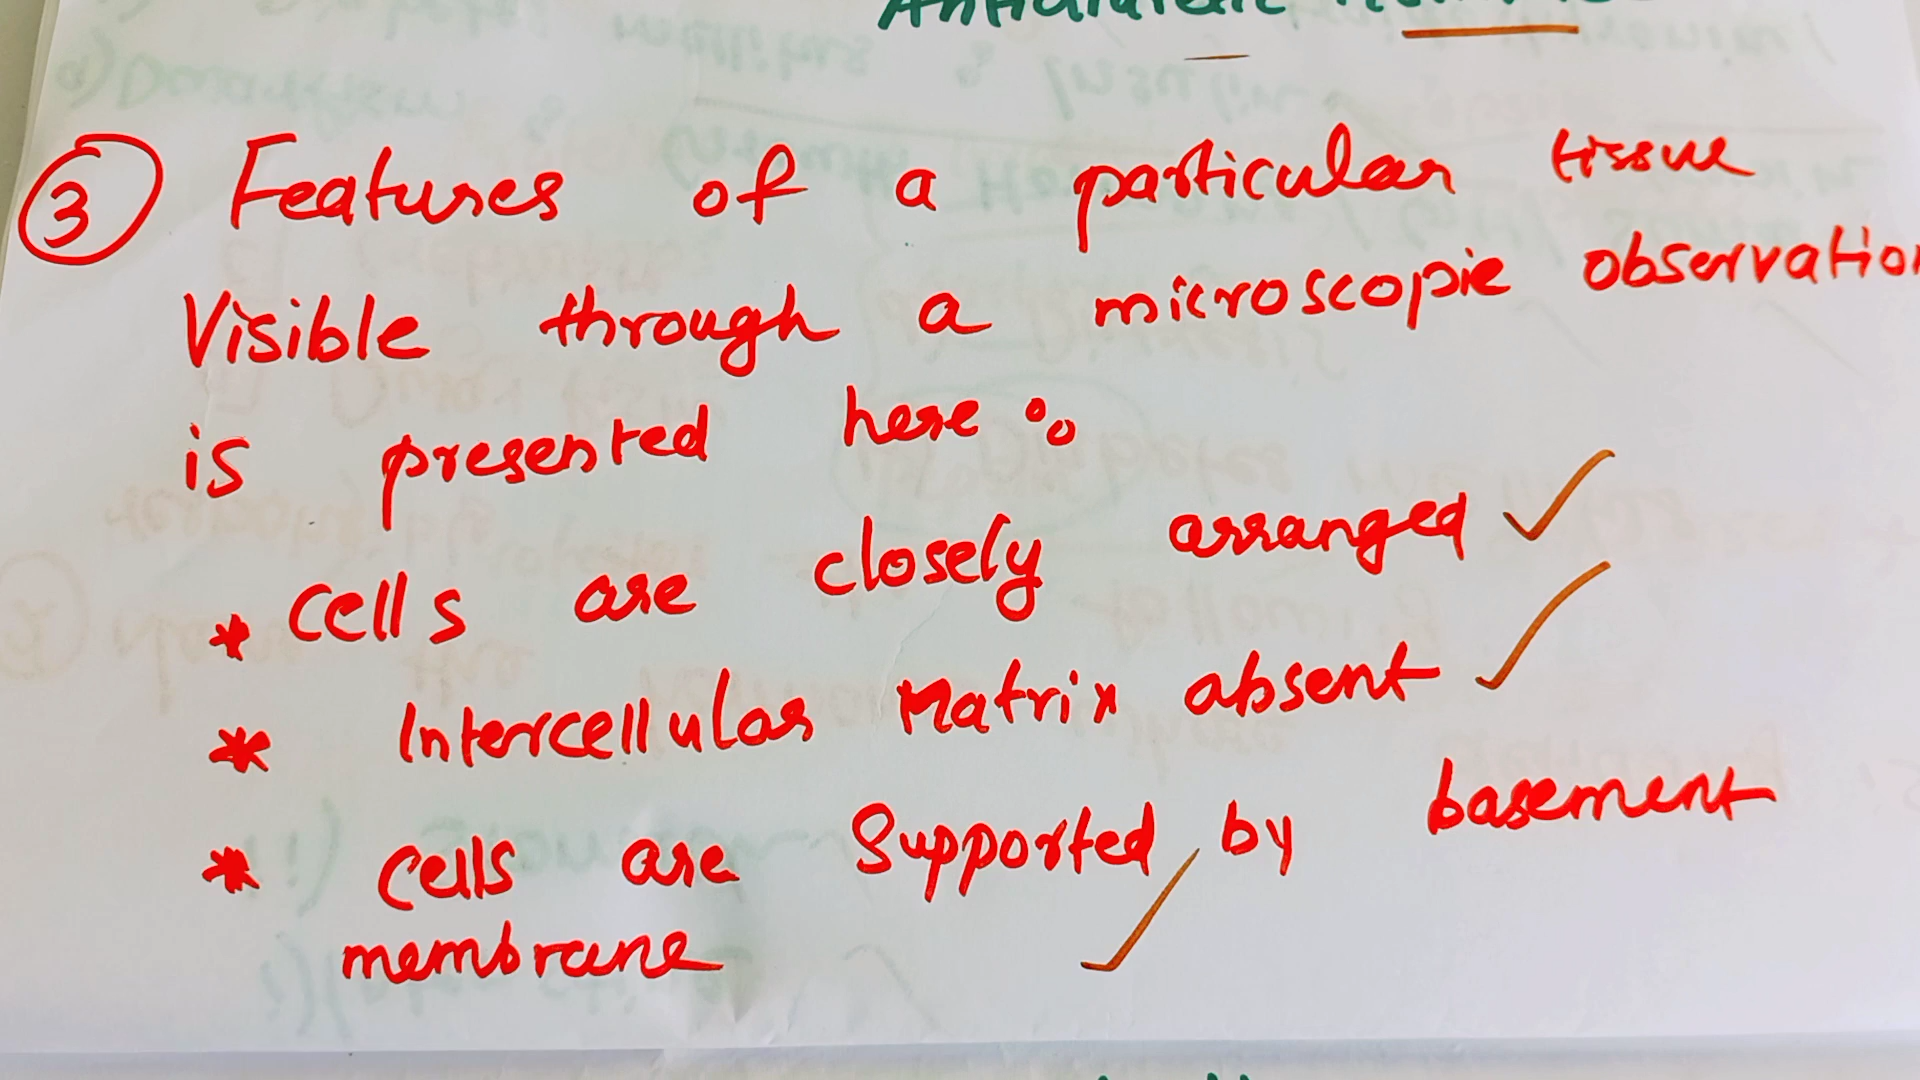 ③ Features of a particular tissue
Visible through a microscopic observation
is presented here :
* Cells are closely arranged ✓
* Intercellular Matrix absent ✓
* Cells are Supported by basement
membrane ✓